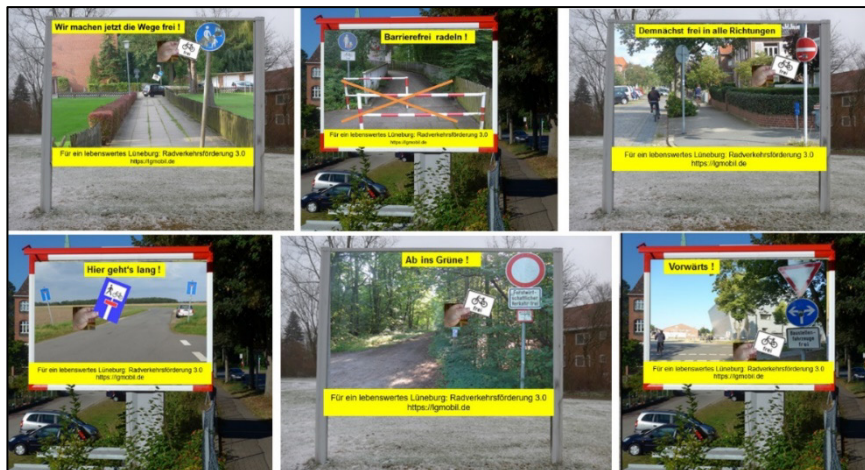 Wir machen jetzt die Wege frei !
Für ein lebenswertes Lüneburg: Radverkehrsförderung 3.0
https://lgmobil.de
Barrierefrei radeln !
Für ein lebenswertes Lüneburg: Radverkehrsförderung 3.0
https://lgmobil.de
Demnächst frei in alle Richtungen
frei
Für ein lebenswertes Lüneburg: Radverkehrsförderung 3.0
https://lgmobil.de
Hier geht's lang !
Für ein lebenswertes Lüneburg: Radverkehrsförderung 3.0
https://lgmobil.de
Ab ins Grüne !
frei
Für ein lebenswertes Lüneburg: Radverkehrsförderung 3.0
https://lgmobil.de
Vorwärts !
frei
frei
Für ein lebenswertes Lüneburg: Radverkehrsförderung 3.0
https://lgmobil.de